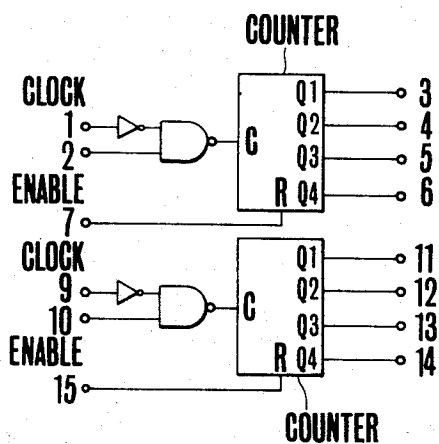 COUNTER
CLOCK
1
2
ENABLE
7
C
R
Q1
Q2
Q3
Q4
3
4
5
6
CLOCK
9
10
ENABLE
15
C
R
Q1
Q2
Q3
Q4
11
12
13
14
COUNTER